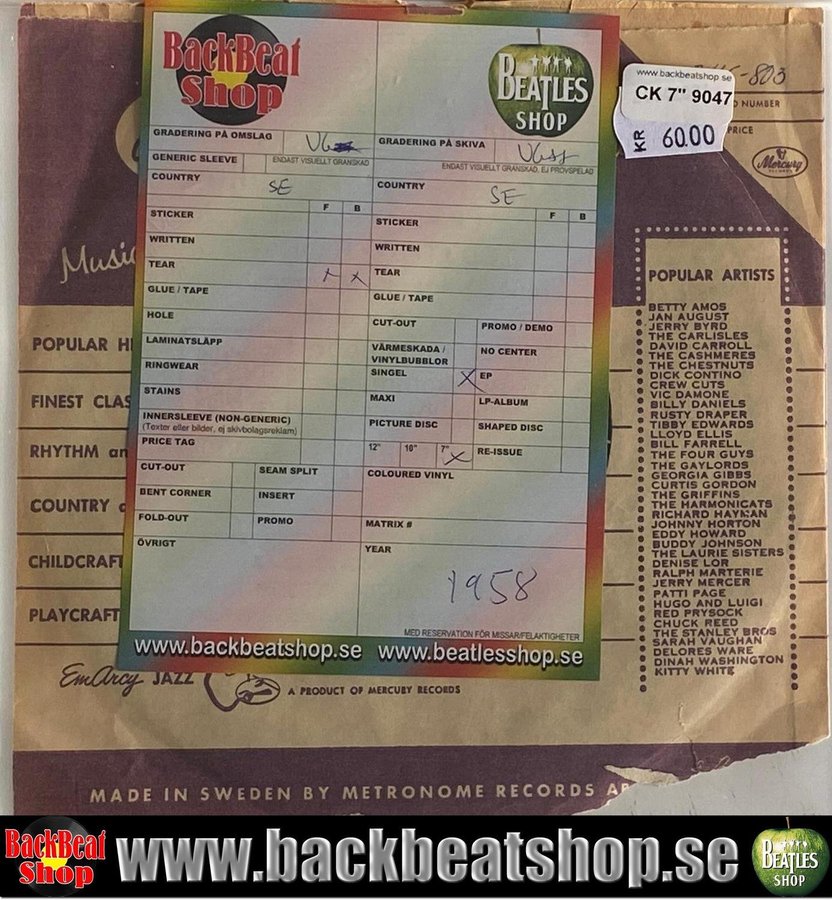 BackBeat
Shop
BEATLES
SHOP
www.backbeatshop.se
CK 7" 9047
KR 60.00
-803
D NUMBER
PRICE
Mercury
RECORDS
GRADERING PÅ OMSLAG
GENERIC SLEEVE
ENDAST VISUELLT GRANSKAD
COUNTRY
SE
F B
STICKER
WRITTEN
TEAR x x
GLUE / TAPE
HOLE
LAMINATSLÄPP
RINGWEAR
STAINS
INNERSLEEVE (NON-GENERIC)
(Texter eller bilder, ej skivbolagsreklam)
PRICE TAG
CUT-OUT SEAM SPLIT
BENT CORNER INSERT
FOLD-OUT PROMO
ÖVRIGT
GRADERING PÅ SKIVA
ENDAST VISUELLT GRANSKAD, EJ PROVSPELAD
COUNTRY
SE
F B
STICKER
WRITTEN
TEAR
GLUE / TAPE
CUT-OUT PROMO / DEMO
VÄRMESKADA /
VINYLBUBBLOR NO CENTER
SINGEL x EP
MAXI LP-ALBUM
PICTURE DISC SHAPED DISC
12" 10" 7" x RE-ISSUE
COLOURED VINYL
MATRIX #
YEAR
1958
MED RESERVATION FÖR MISSAR/FELAKTIGHETER
www.backbeatshop.se www.beatlesshop.se
Music
POPULAR H
FINEST CLAS
RHYTHM an
COUNTRY
CHILDCRAFT
PLAYCRAFT
EmArcy JAZZ
A PRODUCT OF MERCURY RECORDS
POPULAR ARTISTS
BETTY AMOS
JAN AUGUST
JERRY BYRD
THE CARLISLES
DAVID CARROLL
THE CASHMERES
THE CHESTNUTS
DICK CONTINO
CREW CUTS
VIC DAMONE
BILLY DANIELS
RUSTY DRAPER
TIBBY EDWARDS
LLOYD ELLIS
BILL FARRELL
THE FOUR GUYS
THE GAYLORDS
GEORGIA GIBBS
CURTIS GORDON
THE GRIFFINS
THE HARMONICATS
RICHARD HAYMAN
JOHNNY HORTON
EDDY HOWARD
BUDDY JOHNSON
THE LAURIE SISTERS
DENISE LOR
RALPH MARTERIE
JERRY MERCER
PATTI PAGE
HUGO AND LUIGI
RED PRYSOCK
CHUCK REED
THE STANLEY BROS
SARAH VAUGHAN
DELORES WARE
DINAH WASHINGTON
KITTY WHITE
MADE IN SWEDEN BY METRONOME RECORDS A
BackBeat
Shop
www.backbeatshop.se
BEATLES
SHOP